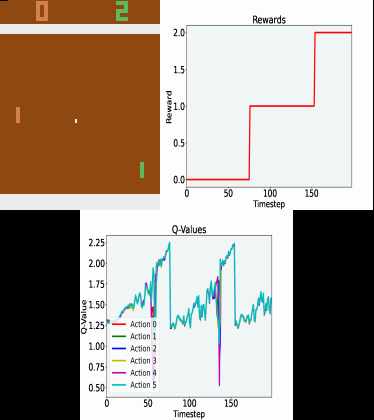 0 2
Rewards
2.0
1.5
1.0
0.5
0.0
Reward
0 50 100 150
Timestep
Q-Values
2.25
2.00
1.75
1.50
1.25
1.00
0.75
0.50
Q-Value
Action 0
Action 1
Action 2
Action 3
Action 4
Action 5
0 50 100 150
Timestep